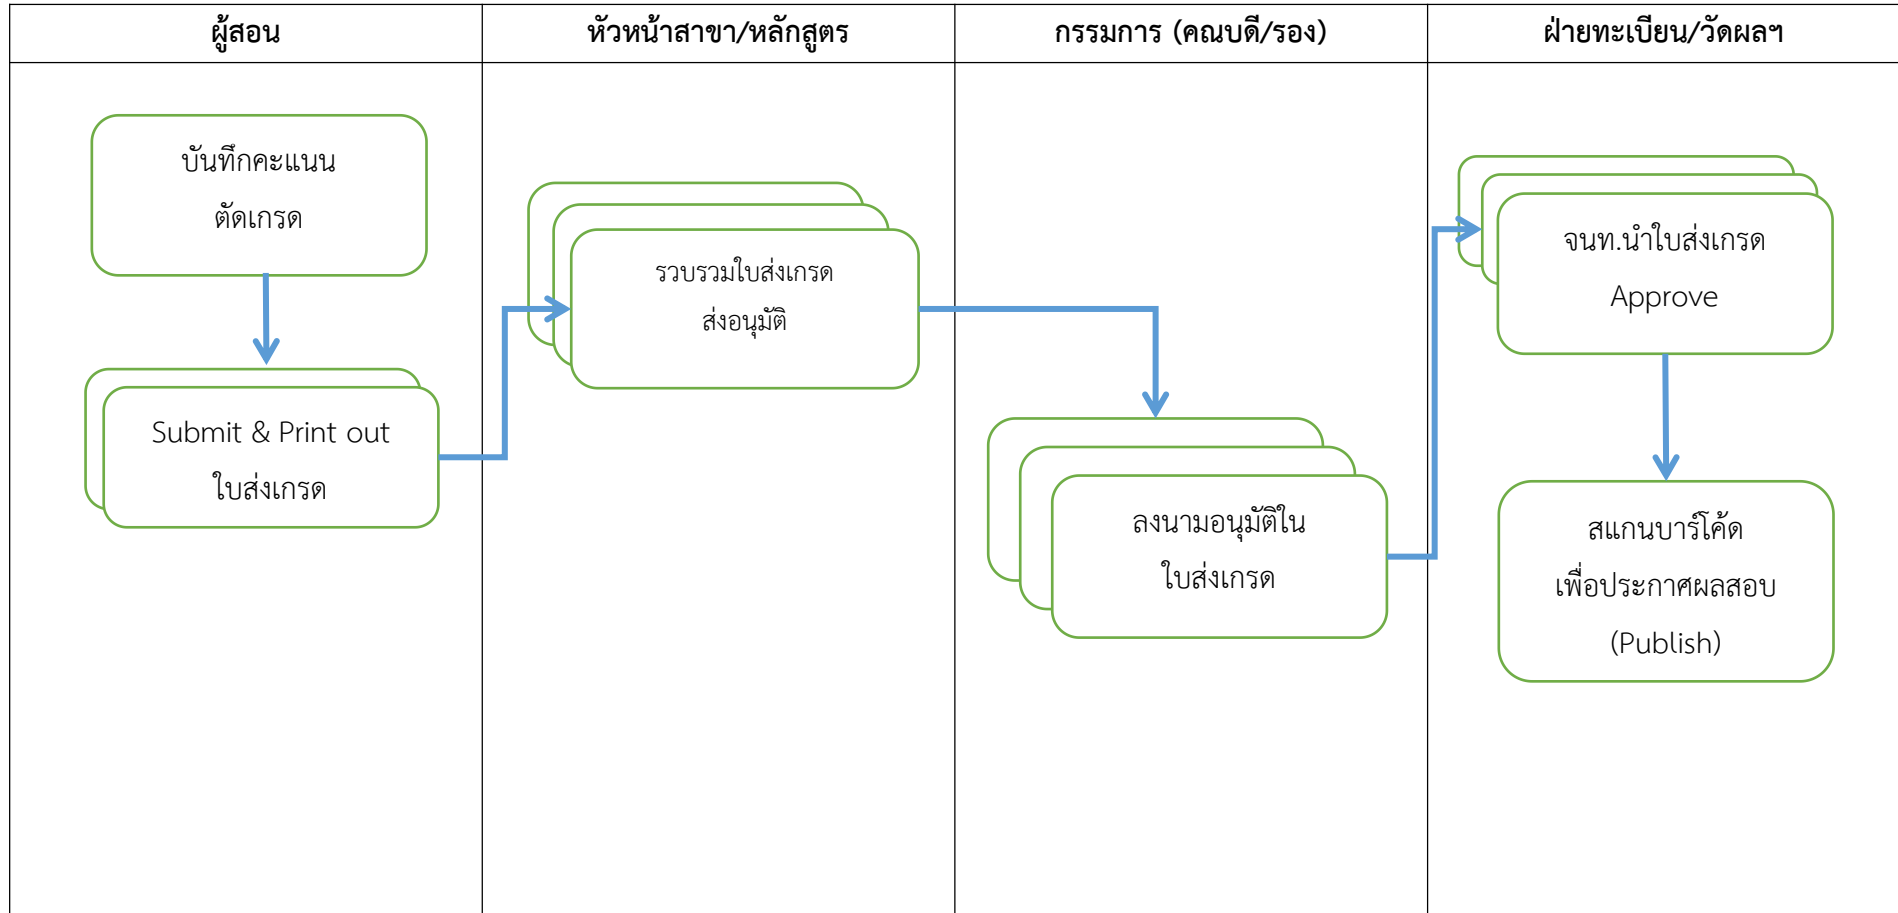 ผู้สอน
หัวหน้าสาขา/หลักสูตร
กรรมการ (คณบดี/รอง)
ฝ่ายทะเบียน/วัดผลฯ
บันทึกคะแนน
ตัดเกรด
Submit & Print out
ใบส่งเกรด
รวบรวมใบส่งเกรด
ส่งอนุมัติ
ลงนามอนุมัติใน
ใบส่งเกรด
จนท.นำใบส่งเกรด
Approve
สแกนบาร์โค้ด
เพื่อประกาศผลสอบ
(Publish)